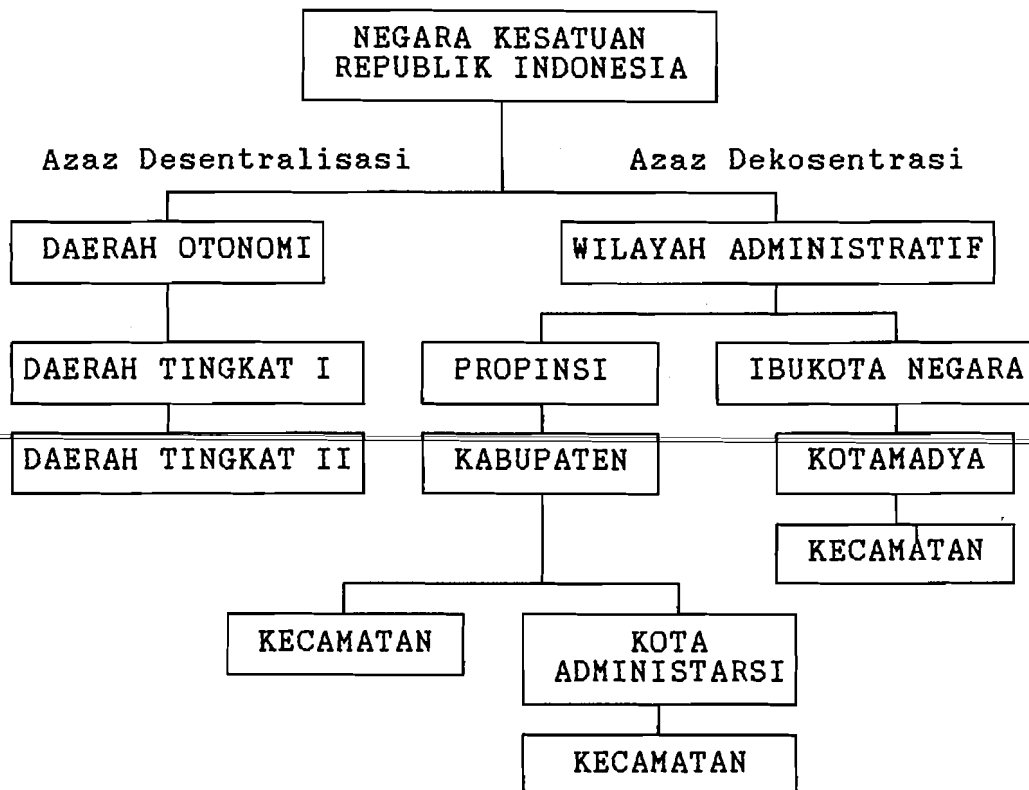 NEGARA KESATUAN
REPUBLIK INDONESIA
Azaz Desentralisasi
Azaz Dekosentrasi
DAERAH OTONOMI
WILAYAH ADMINISTRATIF
DAERAH TINGKAT I
PROPINSI
IBUKOTA NEGARA
DAERAH TINGKAT II
KABUPATEN
KOTAMADYA
KECAMATAN
KECAMATAN
KOTA
ADMINISTARSI
KECAMATAN